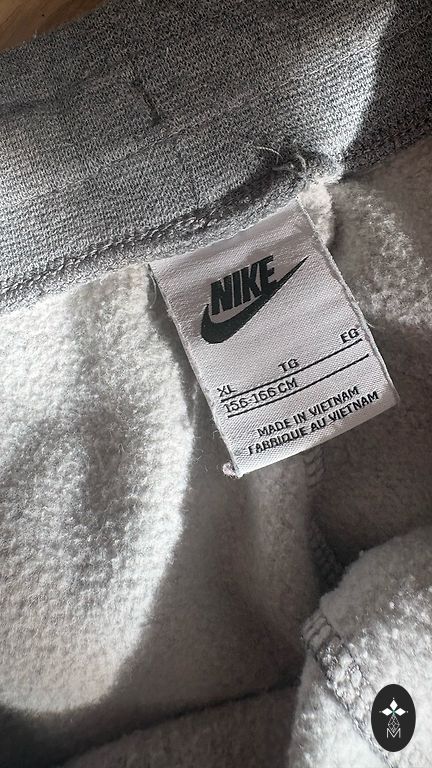 NIKE
XL TG EG
156-166 CM
MADE IN VIETNAM
FABRIQUE AU VIETNAM
M